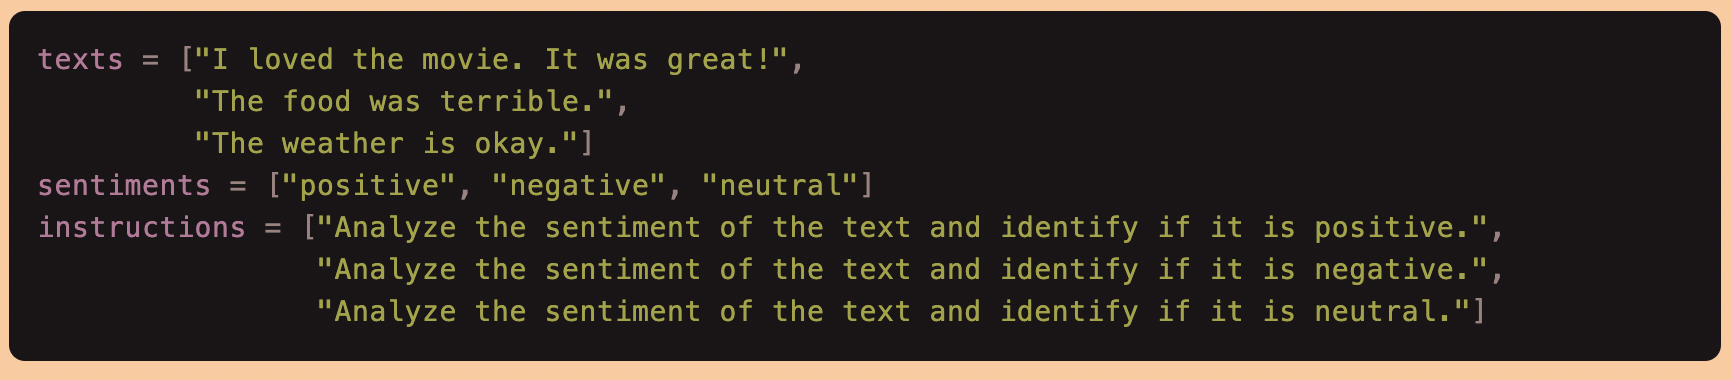 texts = ["I loved the movie. It was great!",
"The food was terrible.",
"The weather is okay."]
sentiments = ["positive", "negative", "neutral"]
instructions = ["Analyze the sentiment of the text and identify if it is positive.",
"Analyze the sentiment of the text and identify if it is negative.",
"Analyze the sentiment of the text and identify if it is neutral."]